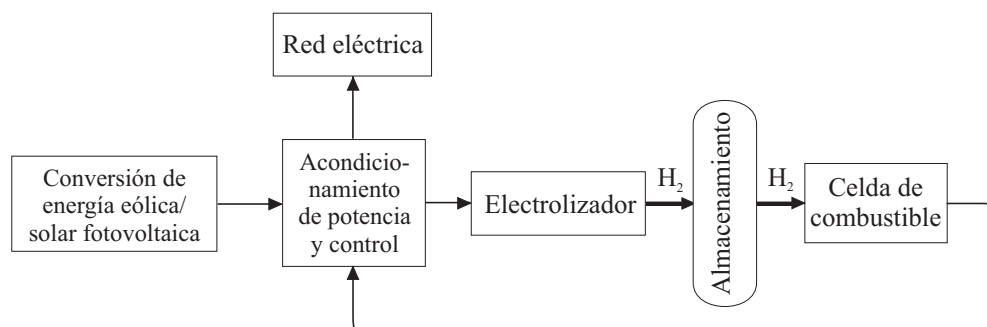 Red eléctrica
Conversión de
energía eólica/
solar fotovoltaica
Acondicio-
namiento
de potencia
y control
Electrolizador
H2
Almacenamiento
H2
Celda de
combustible